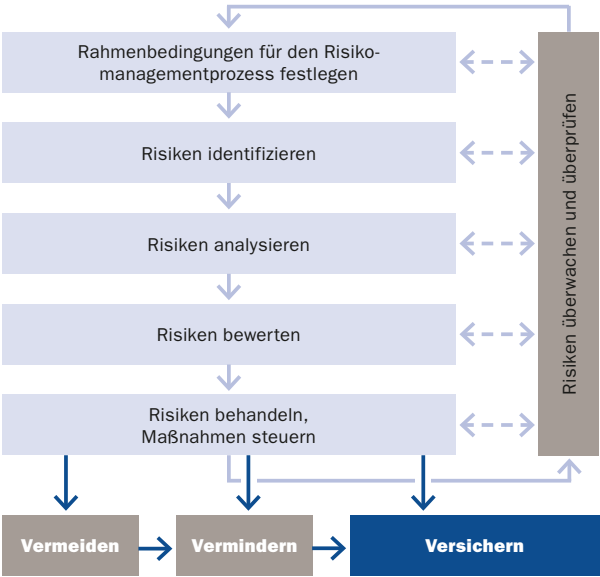 Rahmenbedingungen für den Risiko-
managementprozess festlegen
Risiken identifizieren
Risiken analysieren
Risiken bewerten
Risiken behandeln,
Maßnahmen steuern
Risiken überwachen und überprüfen
Vermeiden
Vermindern
Versichern